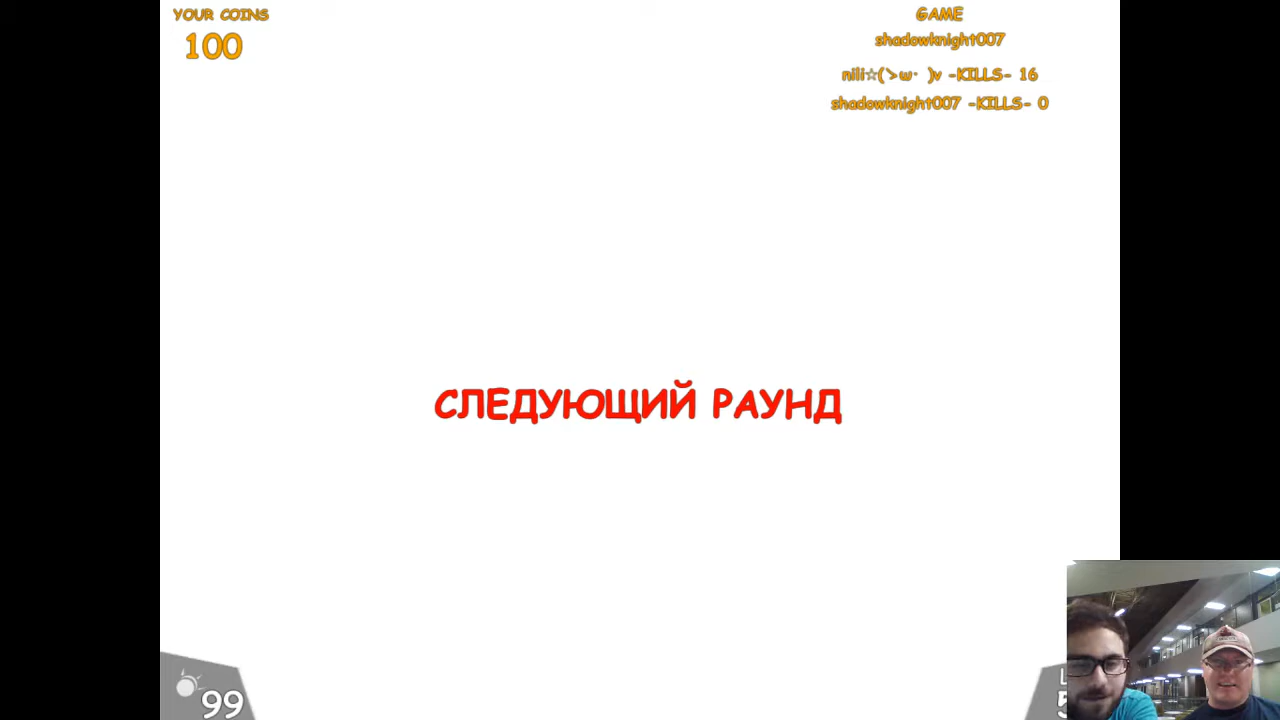 YOUR COINS
100
GAME
shadowknight007
nili☆(>ω· )v -KILLS- 16
shadowknight007 -KILLS- 0
СЛЕДУЮЩИЙ РАУНД
99